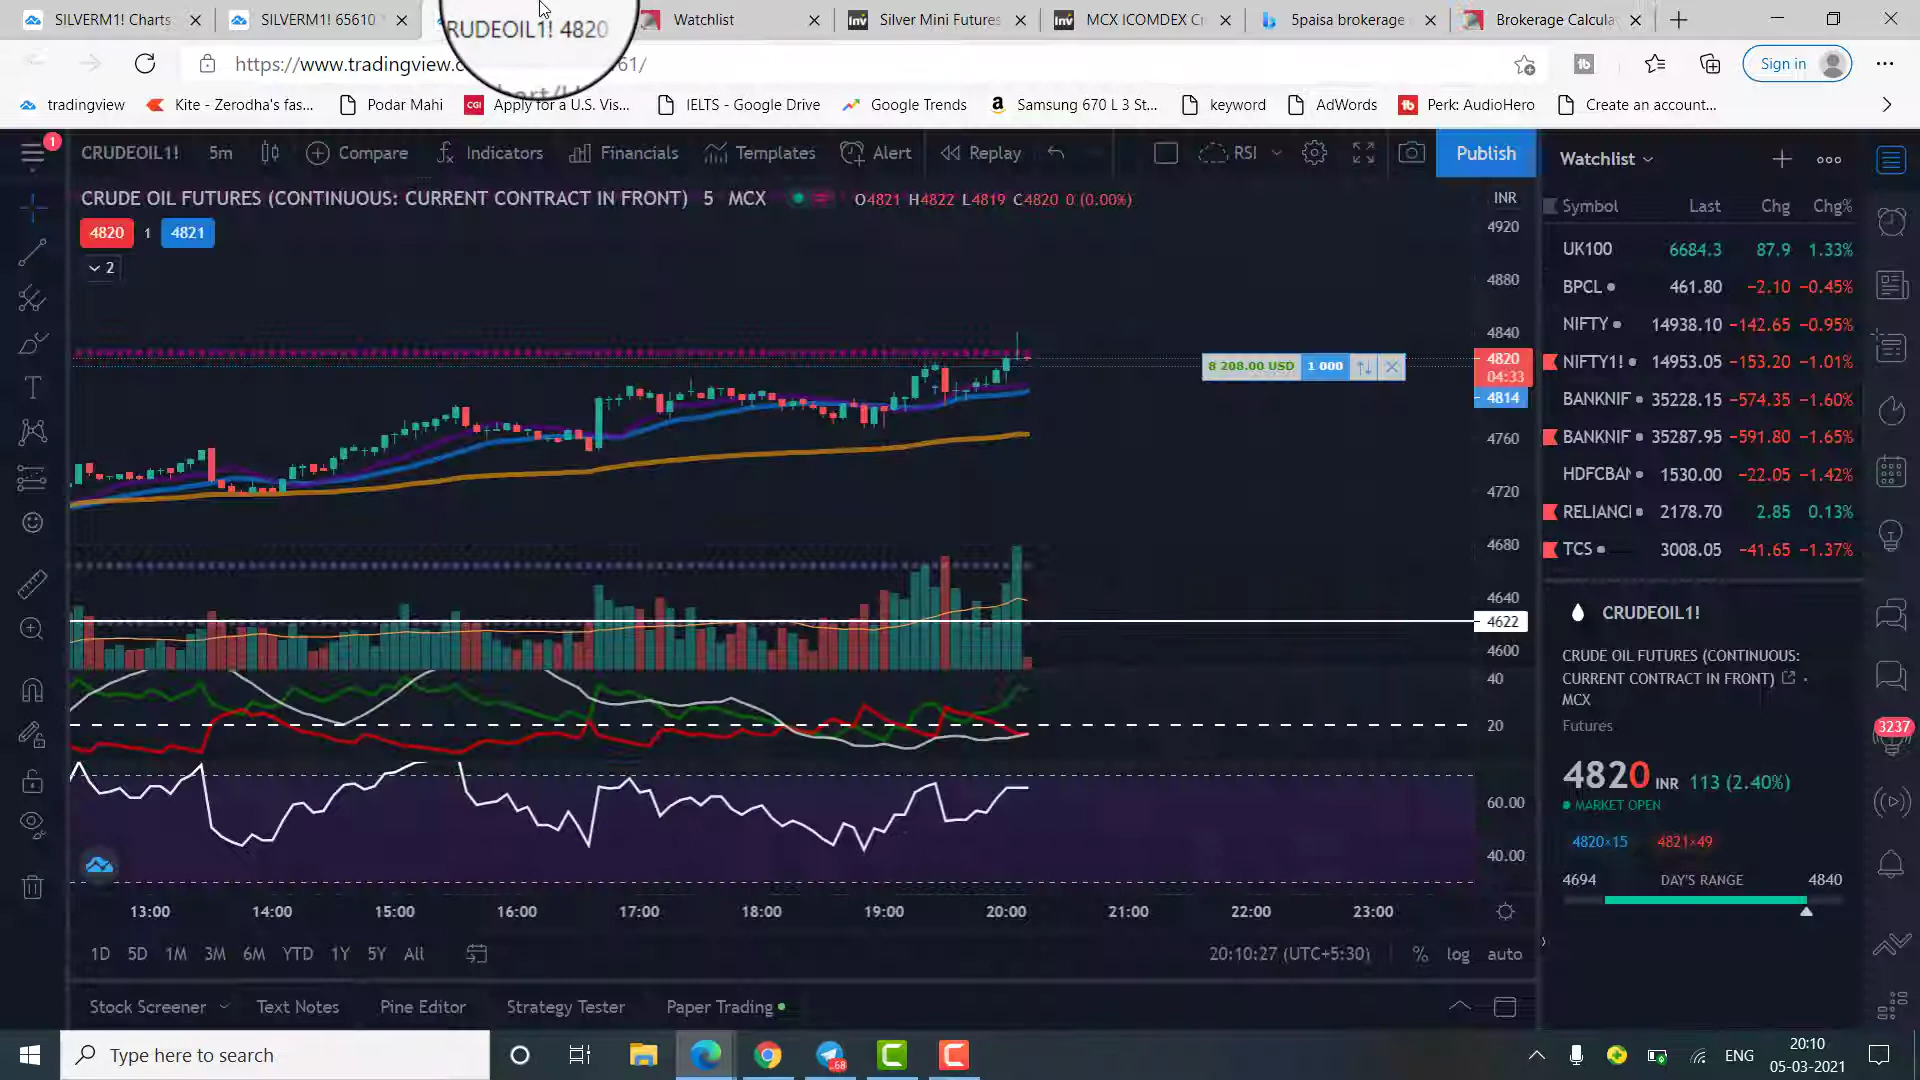 SILVERM1! Charts
SILVERM1! 65610
RUDEOIL1! 4820
Watchlist
Silver Mini Futures
MCX ICOMDEX Cr
5paisa brokerage
Brokerage Calcula
https://www.tradingview.c
61/
Sign in
tradingview
Kite - Zerodha's fas...
Podar Mahi
Apply for a U.S. Vis...
IELTS - Google Drive
Google Trends
Samsung 670 L 3 St...
keyword
AdWords
Perk: AudioHero
Create an account...
1
CRUDEOIL1!
5m
Compare
Indicators
Financials
Templates
Alert
Replay
RSI
Publish
CRUDE OIL FUTURES (CONTINUOUS: CURRENT CONTRACT IN FRONT) 5 MCX
O4821 H4822 L4819 C4820 0 (0.00%)
4820 1 4821
2
8 208.00 USD 1 000
INR
4920
4880
4840
4820
04:33
4814
4760
4720
4680
4640
4622
4600
40
20
60.00
40.00
13:00 14:00 15:00 16:00 17:00 18:00 19:00 20:00 21:00 22:00 23:00
1D 5D 1M 3M 6M YTD 1Y 5Y All
20:10:27 (UTC+5:30)
% log auto
Stock Screener
Text Notes
Pine Editor
Strategy Tester
Paper Trading
Watchlist
Symbol Last Chg Chg%
UK100 6684.3 87.9 1.33%
BPCL 461.80 −2.10 −0.45%
NIFTY 14938.10 −142.65 −0.95%
NIFTY1! 14953.05 −153.20 −1.01%
BANKNIF 35228.15 −574.35 −1.60%
BANKNIF 35287.95 −591.80 −1.65%
HDFCBAN 1530.00 −22.05 −1.42%
RELIANCI 2178.70 2.85 0.13%
TCS 3008.05 −41.65 −1.37%
CRUDEOIL1!
CRUDE OIL FUTURES (CONTINUOUS:
CURRENT CONTRACT IN FRONT)
MCX
Futures
4820 INR 113 (2.40%)
MARKET OPEN
4820×15 4821×49
4694 DAY'S RANGE 4840
3237
Type here to search
68
ENG
20:10
05-03-2021